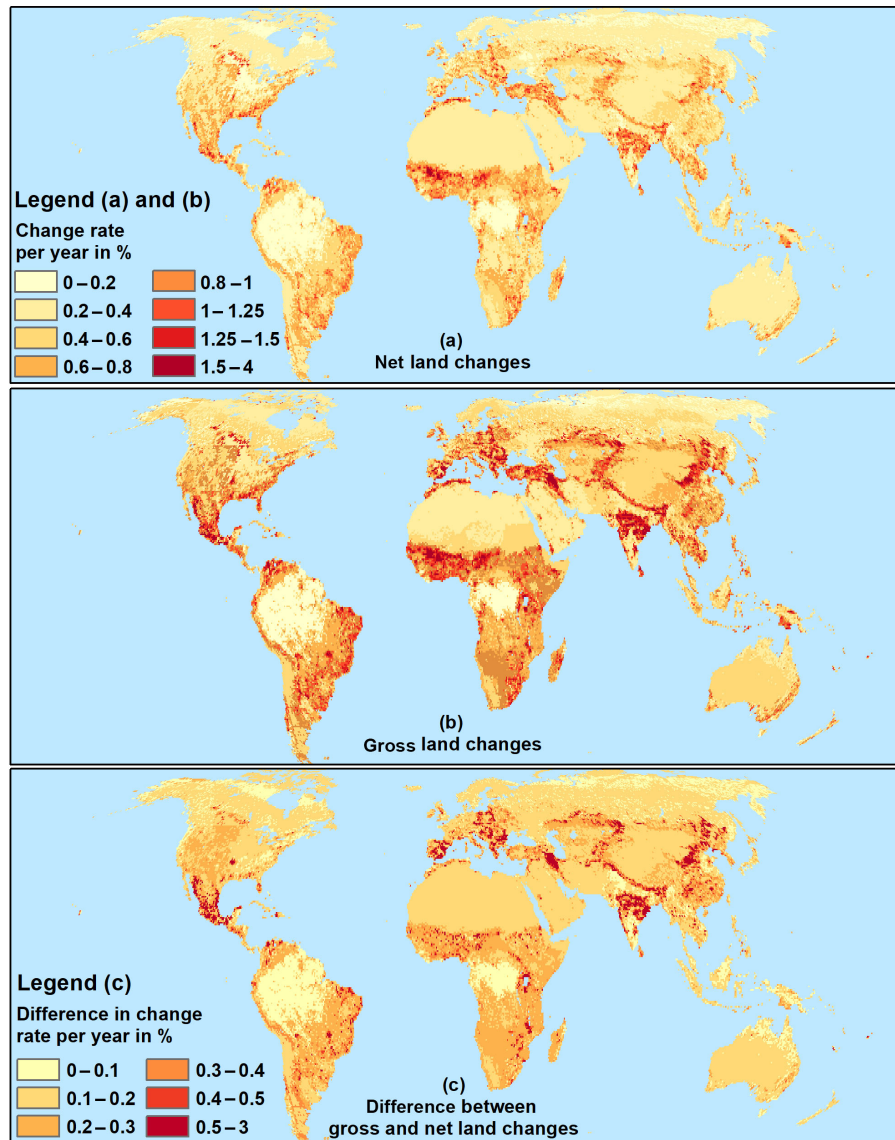 Legend (a) and (b)
Change rate
per year in %
0 – 0.2
0.2 – 0.4
0.4 – 0.6
0.6 – 0.8
0.8 – 1
1 – 1.25
1.25 – 1.5
1.5 – 4
(a)
Net land changes
(b)
Gross land changes
Legend (c)
Difference in change
rate per year in %
0 – 0.1
0.1 – 0.2
0.2 – 0.3
0.3 – 0.4
0.4 – 0.5
0.5 – 3
(c)
Difference between
gross and net land changes